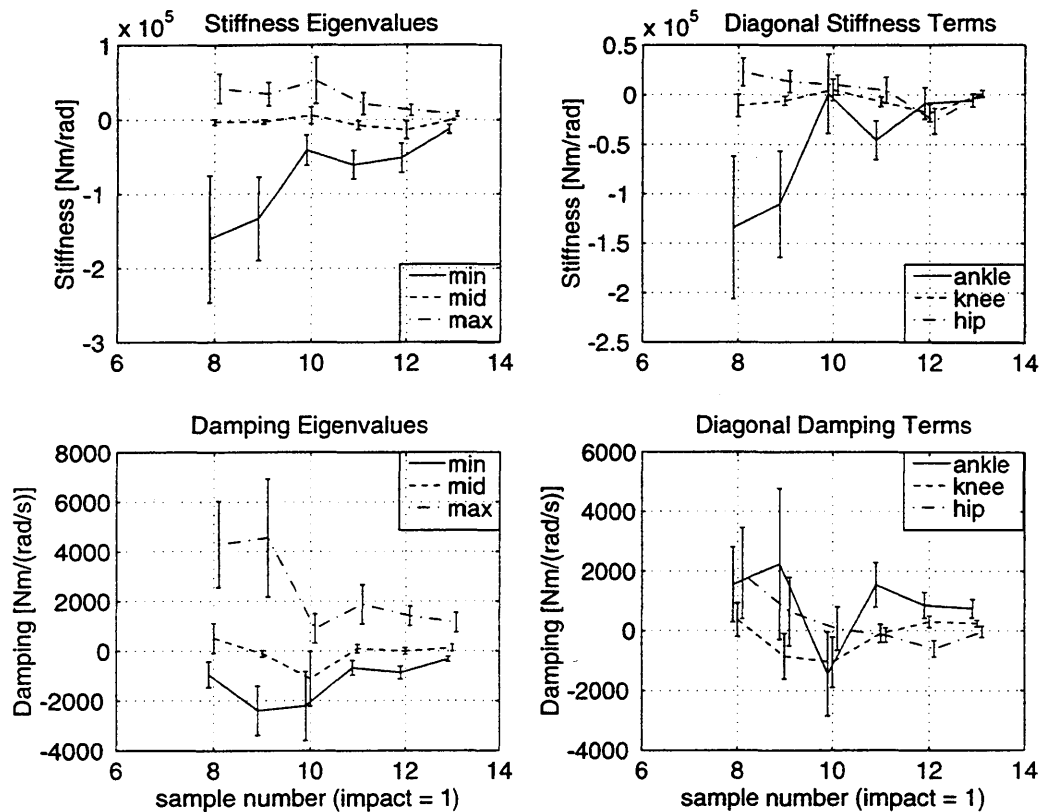 x 10^5
Stiffness Eigenvalues
1
0
-1
-2
-3
Stiffness [Nm/rad]
min
mid
max
6
8
10
12
14
x 10^5
Diagonal Stiffness Terms
0.5
0
-0.5
-1
-1.5
-2
-2.5
Stiffness [Nm/rad]
ankle
knee
hip
6
8
10
12
14
Damping Eigenvalues
8000
6000
4000
2000
0
-2000
-4000
Damping [Nm/(rad/s)]
min
mid
max
6
8
10
12
14
sample number (impact = 1)
Diagonal Damping Terms
6000
4000
2000
0
-2000
-4000
Damping [Nm/(rad/s)]
ankle
knee
hip
6
8
10
12
14
sample number (impact = 1)